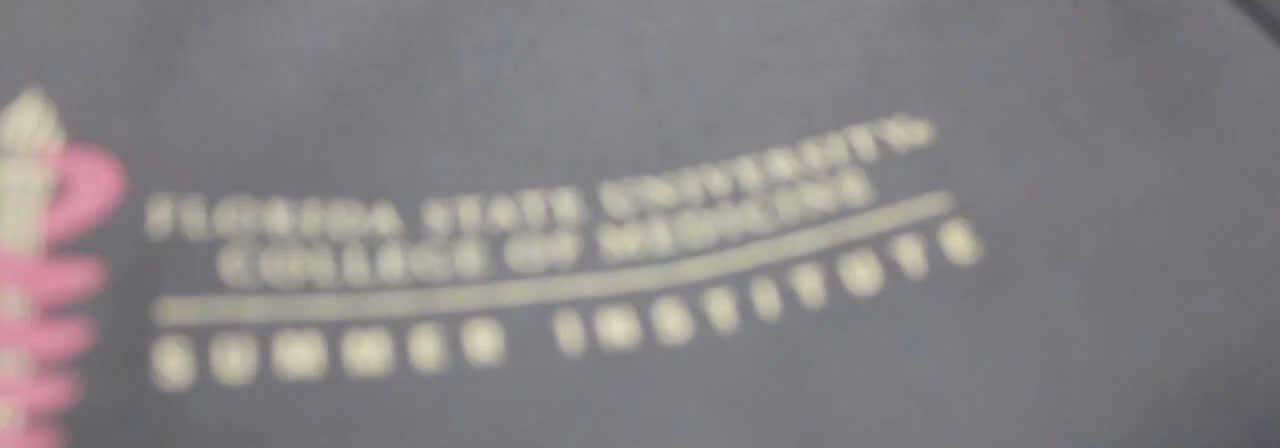 FLORIDA STATE UNIVERSITY
COLLEGE OF MEDICINE
SUMMER INSTITUTE